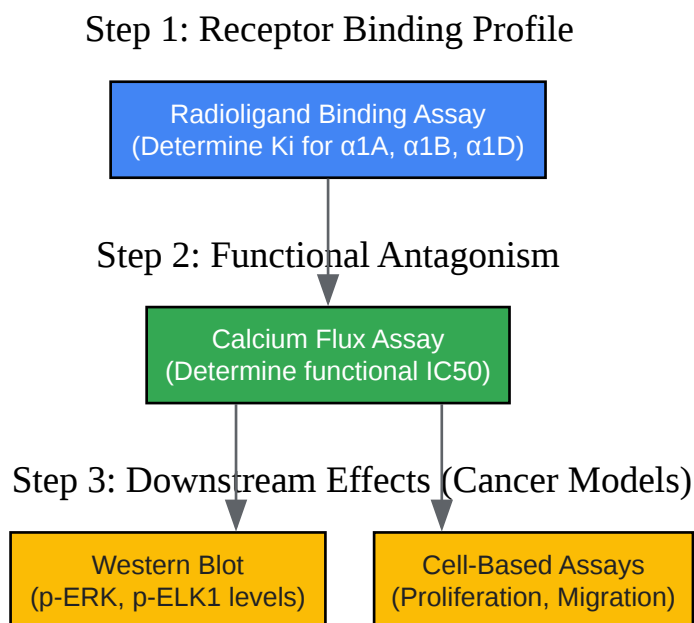 Step 1: Receptor Binding Profile
Radioligand Binding Assay
(Determine Ki for α1A, α1B, α1D)
Step 2: Functional Antagonism
Calcium Flux Assay
(Determine functional IC50)
Step 3: Downstream Effects (Cancer Models)
Western Blot
(p-ERK, p-ELK1 levels)
Cell-Based Assays
(Proliferation, Migration)